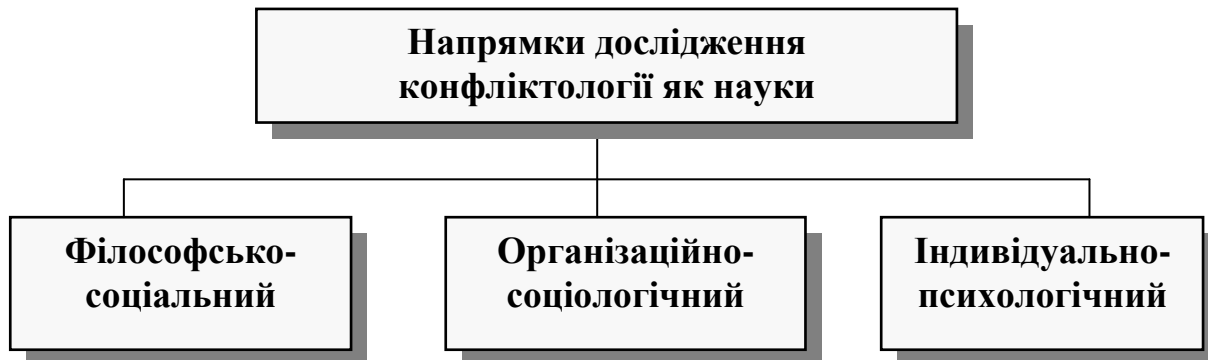 Напрямки дослідження
конфліктології як науки
Філософсько-
соціальний
Організаційно-
соціологічний
Індивідуально-
психологічний